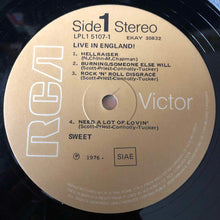 Side 1 Stereo
LPL1 5107-1 EKAY 30832
LIVE IN ENGLAND!
1. HELLRAISER
(N.Chinn-M.Chapman)
2. BURNING/SOMEONE ELSE WILL
(Scott-Priest-Connolly-Tucker)
3. ROCK 'N' ROLL DISGRACE
(Scott-Priest-Connolly-Tucker)
4. NEED A LOT OF LOVIN'
(Scott-Priest-Connolly-Tucker)
SWEET
℗ 1976 -
SIAE
RCA Victor